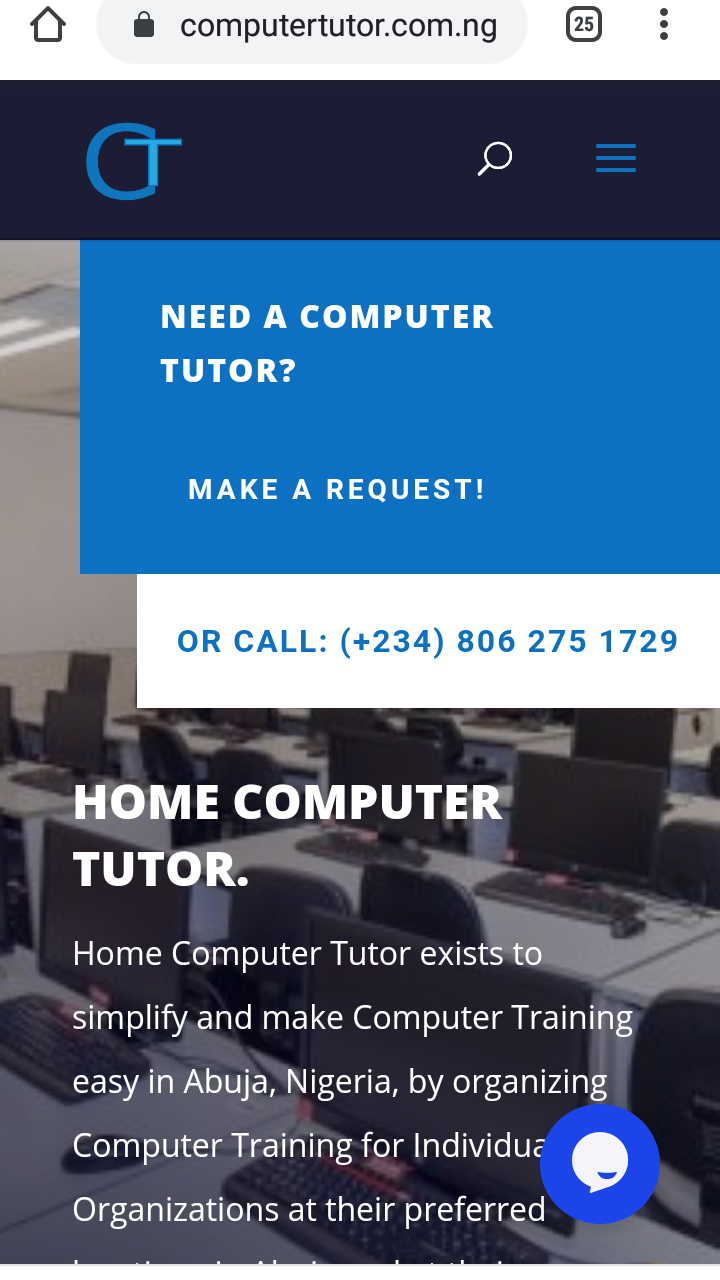 computertutor.com.ng
25
CT
NEED A COMPUTER
TUTOR?
MAKE A REQUEST!
OR CALL: (+234) 806 275 1729
HOME COMPUTER
TUTOR.
Home Computer Tutor exists to
simplify and make Computer Training
easy in Abuja, Nigeria, by organizing
Computer Training for
Organizations at their preferred